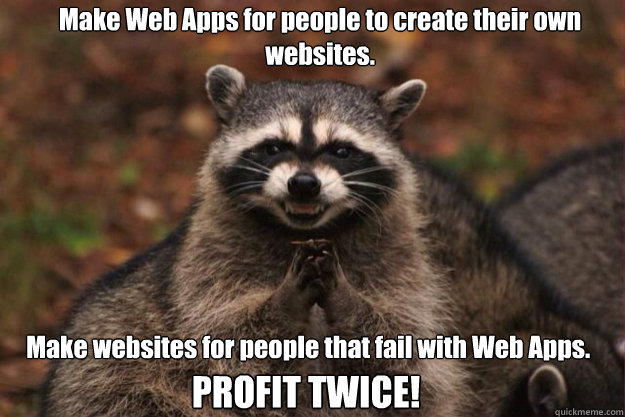 Make Web Apps for people to create their own
websites.
Make websites for people that fail with Web Apps.
PROFIT TWICE!
quickmeme.com